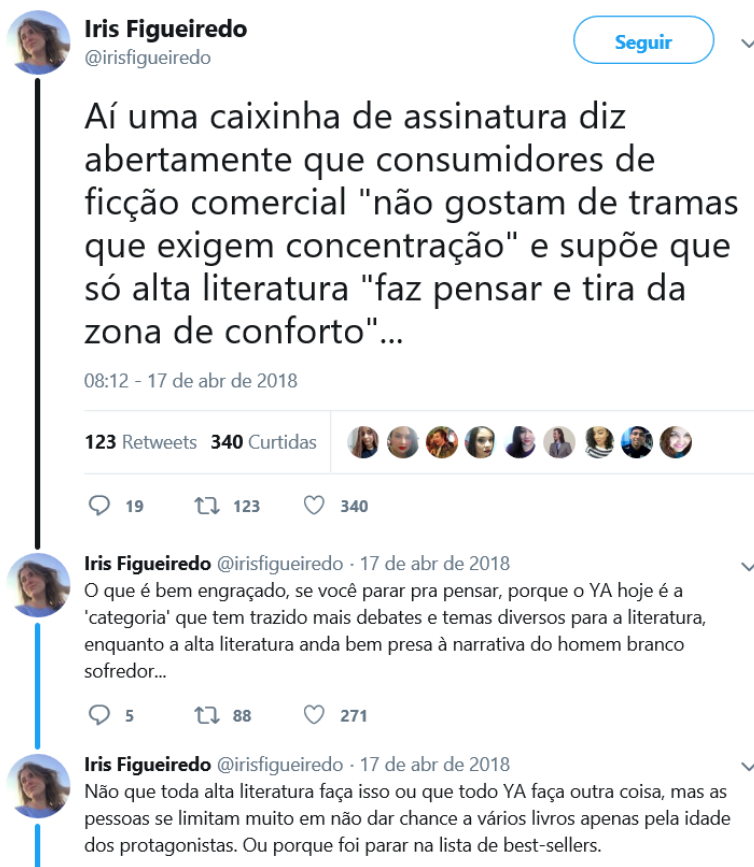 Iris Figueiredo
@irisfigueiredo
Seguir
Aí uma caixinha de assinatura diz
abertamente que consumidores de
ficção comercial "não gostam de tramas
que exigem concentração" e supõe que
só alta literatura "faz pensar e tira da
zona de conforto"...
08:12 - 17 de abr de 2018
123 Retweets 340 Curtidas
19 123 340
Iris Figueiredo @irisfigueiredo · 17 de abr de 2018
O que é bem engraçado, se você parar pra pensar, porque o YA hoje é a
'categoria' que tem trazido mais debates e temas diversos para a literatura,
enquanto a alta literatura anda bem presa à narrativa do homem branco
sofredor...
5 88 271
Iris Figueiredo @irisfigueiredo · 17 de abr de 2018
Não que toda alta literatura faça isso ou que todo YA faça outra coisa, mas as
pessoas se limitam muito em não dar chance a vários livros apenas pela idade
dos protagonistas. Ou porque foi parar na lista de best-sellers.